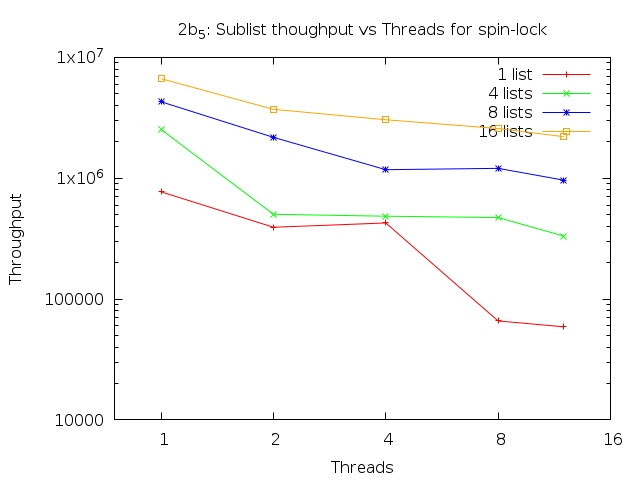 2b5: Sublist thoughput vs Threads for spin-lock
1x10^7
1x10^6
100000
10000
Throughput
1 list
4 lists
8 lists
16 lists
1 2 4 8 16
Threads